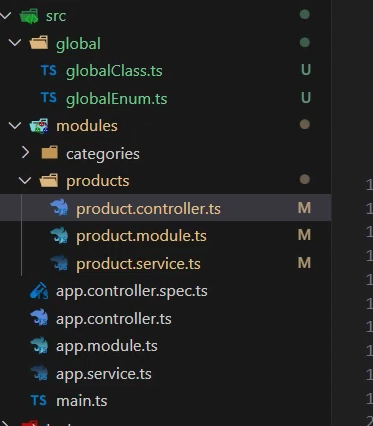 src
global
TS globalClass.ts U
TS globalEnum.ts U
modules
categories
products
product.controller.ts M
product.module.ts M
product.service.ts M
app.controller.spec.ts
app.controller.ts
app.module.ts
app.service.ts
TS main.ts